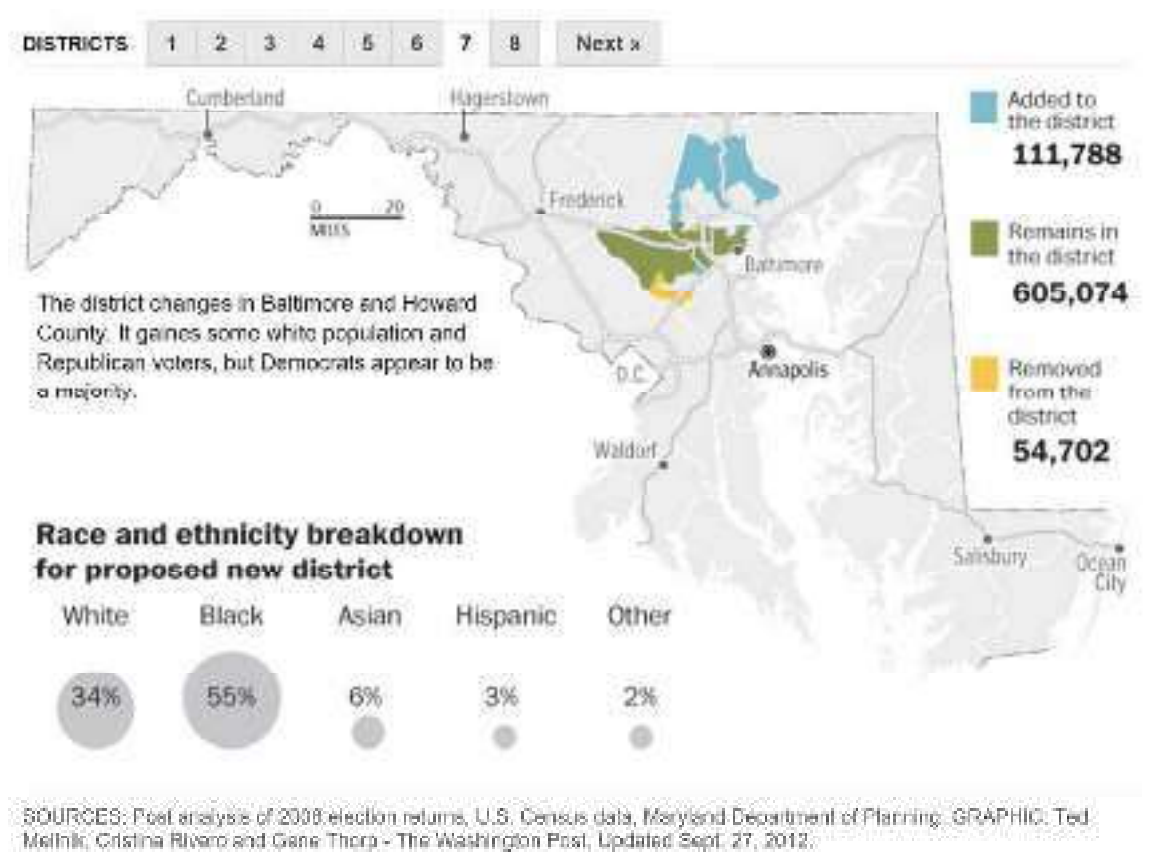 DISTRICTS 1 2 3 4 5 6 7 8 Next »
Cumberland
Hagerstown
Added to
the district
111,788
0 20
MILES
Frederick
Remains in
the district
605,074
Baltimore
The district changes in Baltimore and Howard
County. It gaines some white population and
Republican voters, but Democrats appear to be
a majority.
D.C.
Annapolis
Removed
from the
district
54,702
Waldorf
Race and ethnicity breakdown
for proposed new district
Salisbury
Ocean
City
White Black Asian Hispanic Other
34% 55% 6% 3% 2%
SOURCES: Post analysis of 2008 election returns, U.S. Census data, Maryland Department of Planning. GRAPHIC: Ted
Mellnik, Cristina Rivero and Gene Thorp - The Washington Post, Updated Sept. 27, 2012.